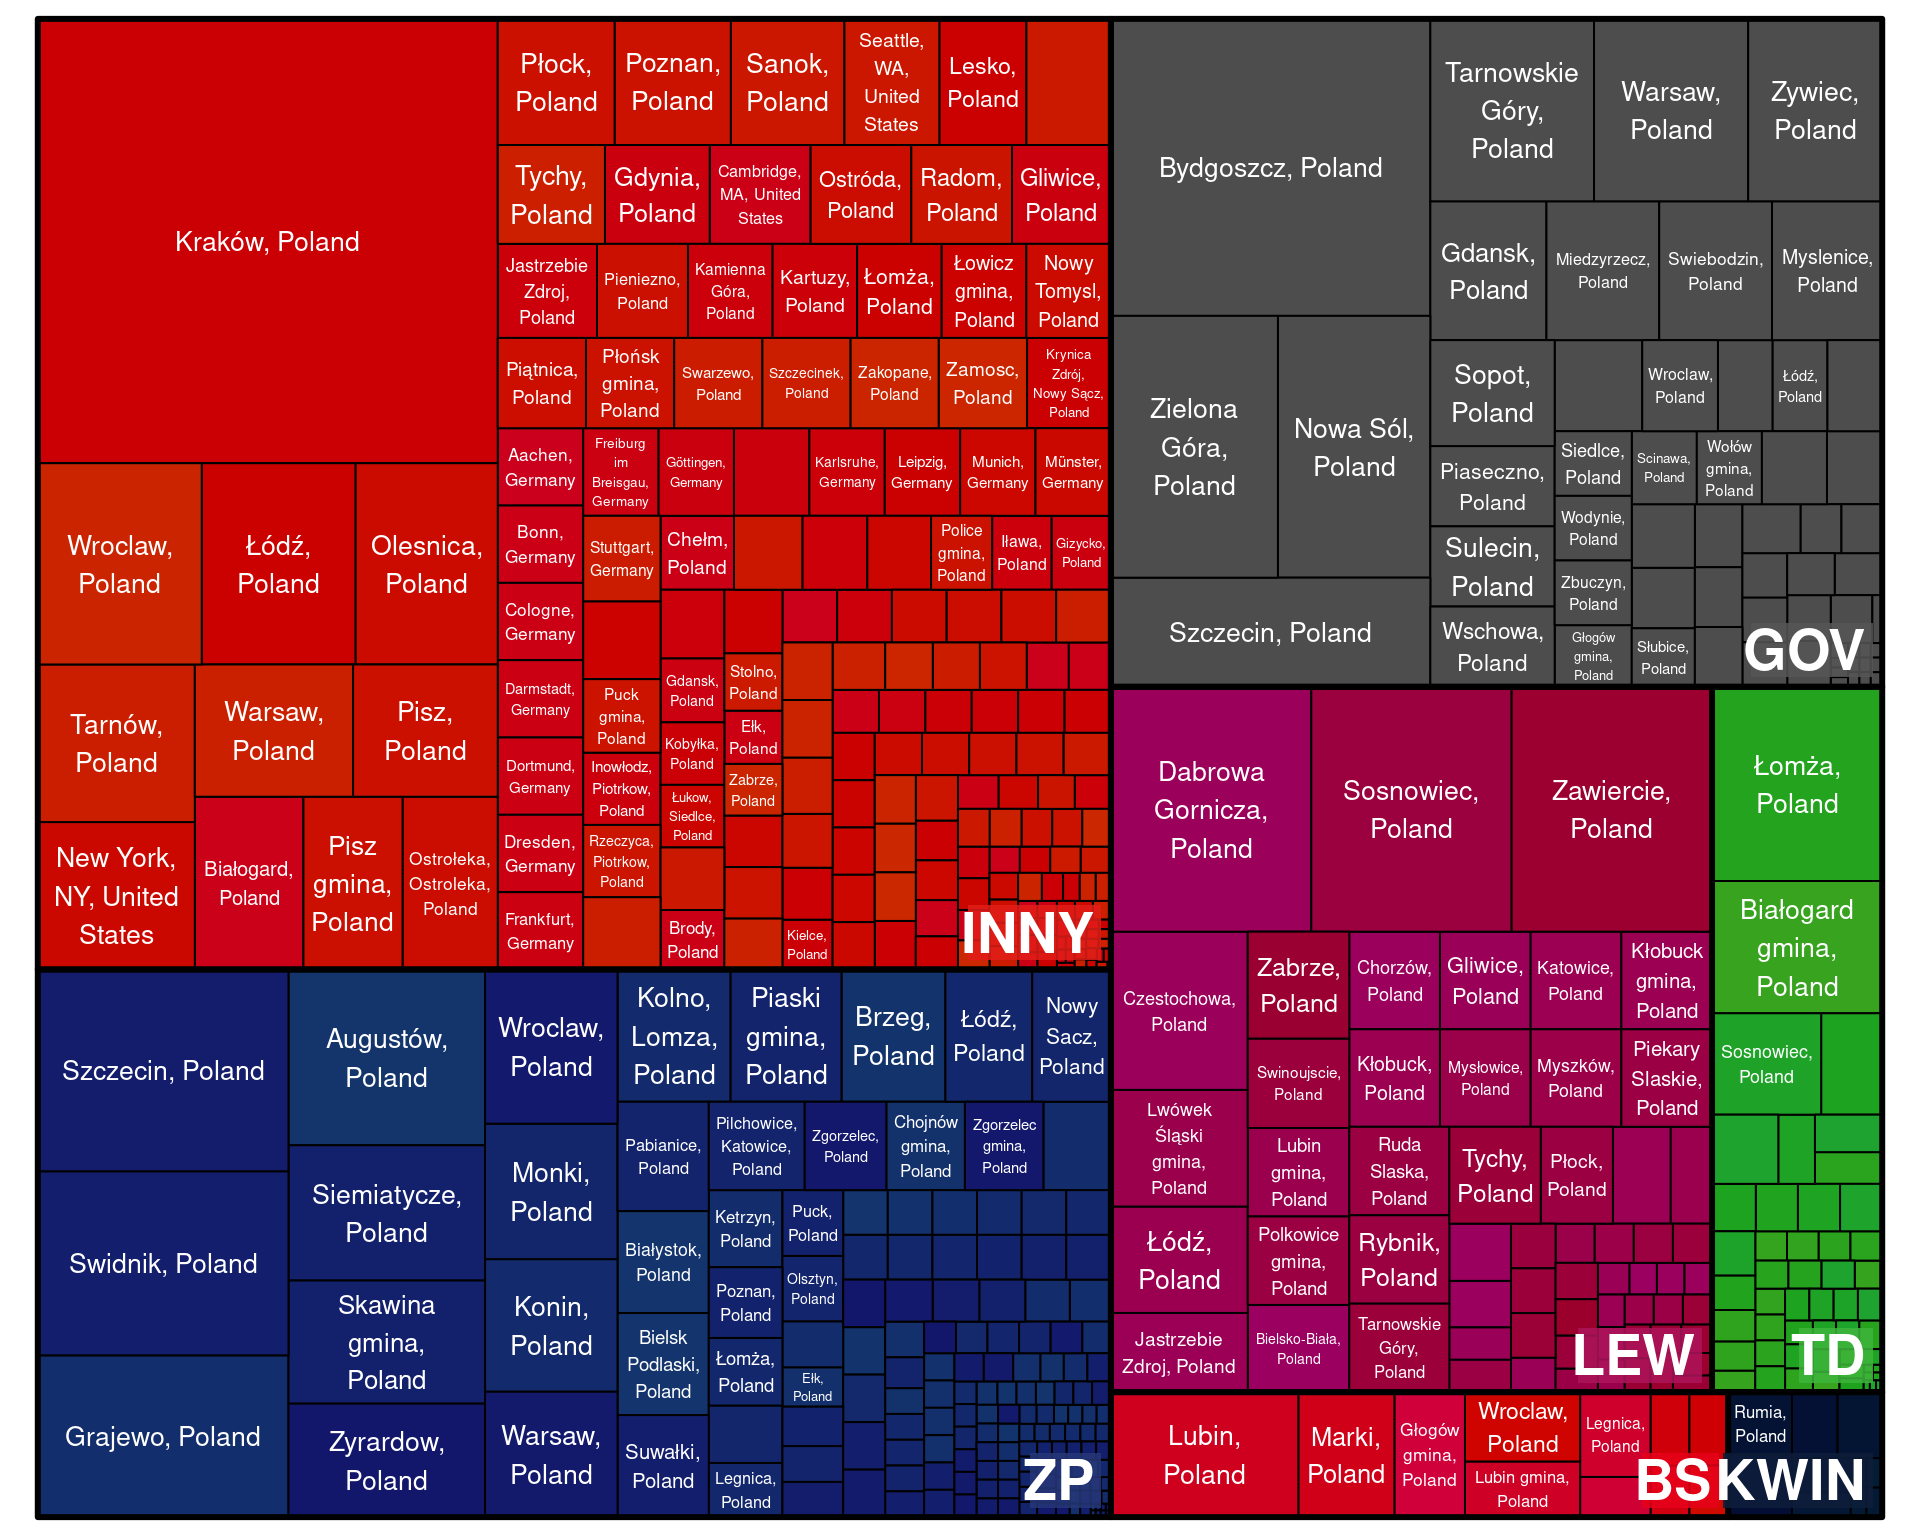 Kraków, Poland
Płock,
Poland
Poznan,
Poland
Sanok,
Poland
Seattle,
WA,
United
States
Lesko,
Poland
Tychy,
Poland
Gdynia,
Poland
Cambridge,
MA, United
States
Ostróda,
Poland
Radom,
Poland
Gliwice,
Poland
Jastrzebie
Zdroj,
Poland
Pieniezno,
Poland
Kamienna
Góra,
Poland
Kartuzy,
Poland
Łomża,
Poland
Łowicz
gmina,
Poland
Nowy
Tomysl,
Poland
Piątnica,
Poland
Płońsk
gmina,
Poland
Swarzewo,
Poland
Szczecinek,
Poland
Zakopane,
Poland
Zamosc,
Poland
Krynica
Zdrój,
Nowy Sącz,
Poland
Aachen,
Germany
Freiburg
im
Breisgau,
Germany
Göttingen,
Germany
Karlsruhe,
Germany
Leipzig,
Germany
Munich,
Germany
Münster,
Germany
Bonn,
Germany
Stuttgart,
Germany
Chełm,
Poland
Police
gmina,
Poland
Iława,
Poland
Gizycko,
Poland
Cologne,
Germany
Darmstadt,
Germany
Dortmund,
Germany
Dresden,
Germany
Frankfurt,
Germany
Puck
gmina,
Poland
Inowłodz,
Piotrkow,
Poland
Rzeczyca,
Piotrkow,
Poland
Gdansk,
Poland
Kobyłka,
Poland
Łukow,
Siedlce,
Poland
Brody,
Poland
Stolno,
Poland
Ełk,
Poland
Zabrze,
Poland
Kielce,
Poland
Wroclaw,
Poland
Łódź,
Poland
Olesnica,
Poland
Tarnów,
Poland
Warsaw,
Poland
Pisz,
Poland
New York,
NY, United
States
Białogard,
Poland
Pisz
gmina,
Poland
Ostrołeka,
Ostroleka,
Poland
INNY
Bydgoszcz, Poland
Tarnowskie
Góry,
Poland
Warsaw,
Poland
Zywiec,
Poland
Gdansk,
Poland
Miedzyrzecz,
Poland
Swiebodzin,
Poland
Myslenice,
Poland
Zielona
Góra,
Poland
Nowa Sól,
Poland
Szczecin, Poland
Sopot,
Poland
Wroclaw,
Poland
Łódź,
Poland
Piaseczno,
Poland
Siedlce,
Poland
Scinawa,
Poland
Wołów
gmina,
Poland
Sulecin,
Poland
Wodynie,
Poland
Zbuczyn,
Poland
Wschowa,
Poland
Głogów
gmina,
Poland
Słubice,
Poland
GOV
Dabrowa
Gornicza,
Poland
Sosnowiec,
Poland
Zawiercie,
Poland
Czestochowa,
Poland
Zabrze,
Poland
Chorzów,
Poland
Gliwice,
Poland
Katowice,
Poland
Kłobuck
gmina,
Poland
Swinoujscie,
Poland
Kłobuck,
Poland
Mysłowice,
Poland
Myszków,
Poland
Piekary
Slaskie,
Poland
Lwówek
Śląski
gmina,
Poland
Lubin
gmina,
Poland
Ruda
Slaska,
Poland
Tychy,
Poland
Płock,
Poland
Łódź,
Poland
Polkowice
gmina,
Poland
Rybnik,
Poland
Jastrzebie
Zdroj, Poland
Bielsko-Biała,
Poland
Tarnowskie
Góry,
Poland
LEW
Łomża,
Poland
Białogard
gmina,
Poland
Sosnowiec,
Poland
TD
Szczecin, Poland
Swidnik, Poland
Grajewo, Poland
Augustów,
Poland
Siemiatycze,
Poland
Skawina
gmina,
Poland
Zyrardow,
Poland
Wroclaw,
Poland
Monki,
Poland
Konin,
Poland
Warsaw,
Poland
Kolno,
Lomza,
Poland
Piaski
gmina,
Poland
Brzeg,
Poland
Łódź,
Poland
Nowy
Sacz,
Poland
Pabianice,
Poland
Pilchowice,
Katowice,
Poland
Zgorzelec,
Poland
Chojnów
gmina,
Poland
Zgorzelec
gmina,
Poland
Białystok,
Poland
Ketrzyn,
Poland
Puck,
Poland
Poznan,
Poland
Olsztyn,
Poland
Bielsk
Podlaski,
Poland
Łomża,
Poland
Ełk,
Poland
Suwałki,
Poland
Legnica,
Poland
ZP
Lubin,
Poland
Marki,
Poland
Głogów
gmina,
Poland
Wroclaw,
Poland
Lubin gmina,
Poland
Legnica,
Poland
BS
Rumia,
Poland
KWIN